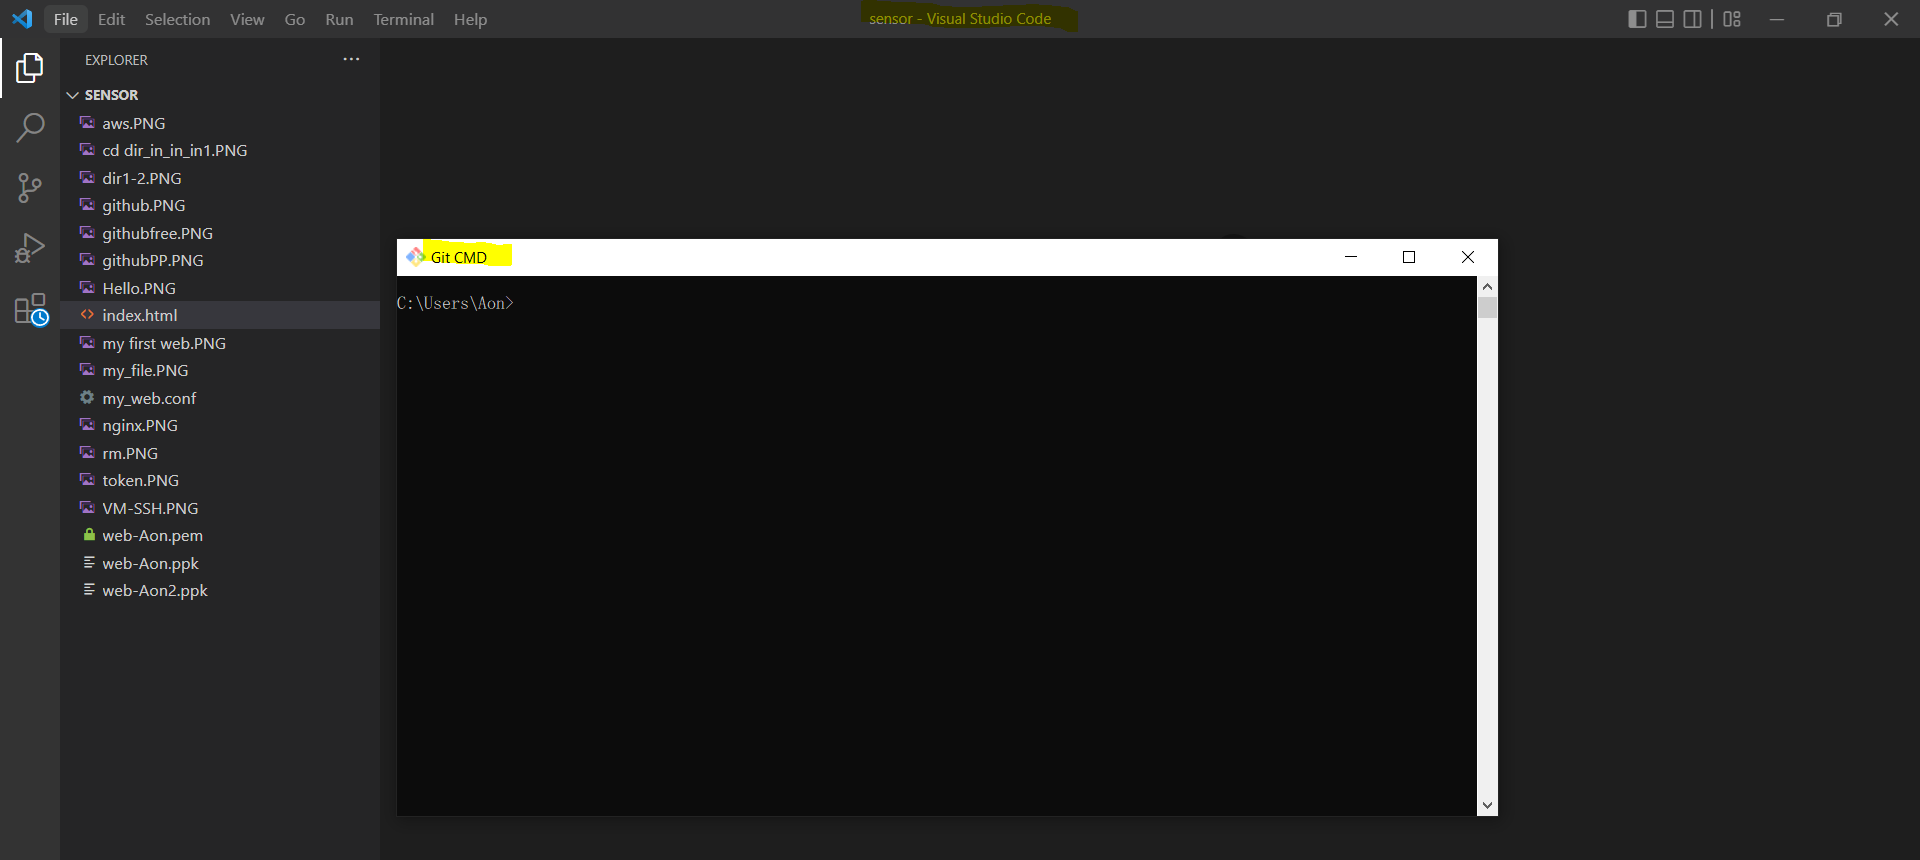 File Edit Selection View Go Run Terminal Help
sensor - Visual Studio Code
EXPLORER
SENSOR
aws.PNG
cd dir_in_in_in1.PNG
dir1-2.PNG
github.PNG
githubfree.PNG
githubPP.PNG
Hello.PNG
index.html
my first web.PNG
my_file.PNG
my_web.conf
nginx.PNG
rm.PNG
token.PNG
VM-SSH.PNG
web-Aon.pem
web-Aon.ppk
web-Aon2.ppk
Git CMD
C:\Users\Aon>